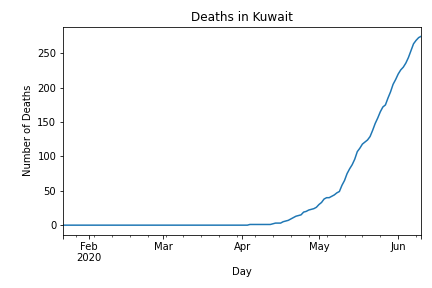 Deaths in Kuwait
Number of Deaths
250
200
150
100
50
0
Feb
2020
Mar
Apr
May
Jun
Day